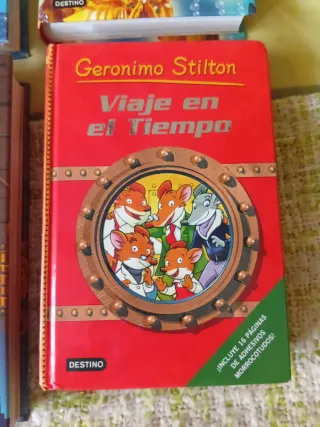 DESTINO
Geronimo Stilton
Viaje en
el Tiempo
¡INCLUYE 16 PÁGINAS
DE ADHESIVOS
MORROCOTUDOS!
DESTINO